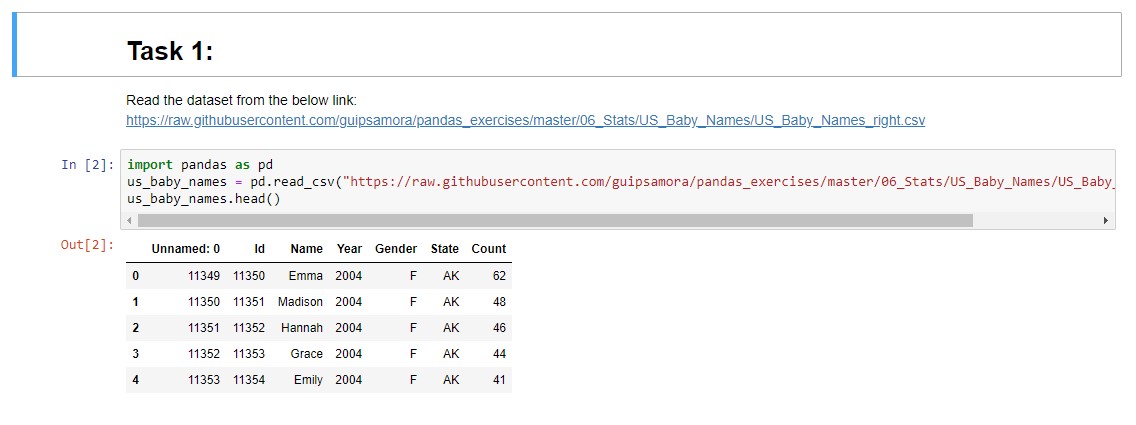 Task 1:
Read the dataset from the below link:
https://raw.githubusercontent.com/guipsamora/pandas_exercises/master/06_Stats/US_Baby_Names/US_Baby_Names_right.csv
In [2]: import pandas as pd
us_baby_names = pd.read_csv("https://raw.githubusercontent.com/guipsamora/pandas_exercises/master/06_Stats/US_Baby_Names/US_Baby_
us_baby_names.head()
Out[2]:
Unnamed: 0 Id Name Year Gender State Count
0 11349 11350 Emma 2004 F AK 62
1 11350 11351 Madison 2004 F AK 48
2 11351 11352 Hannah 2004 F AK 46
3 11352 11353 Grace 2004 F AK 44
4 11353 11354 Emily 2004 F AK 41